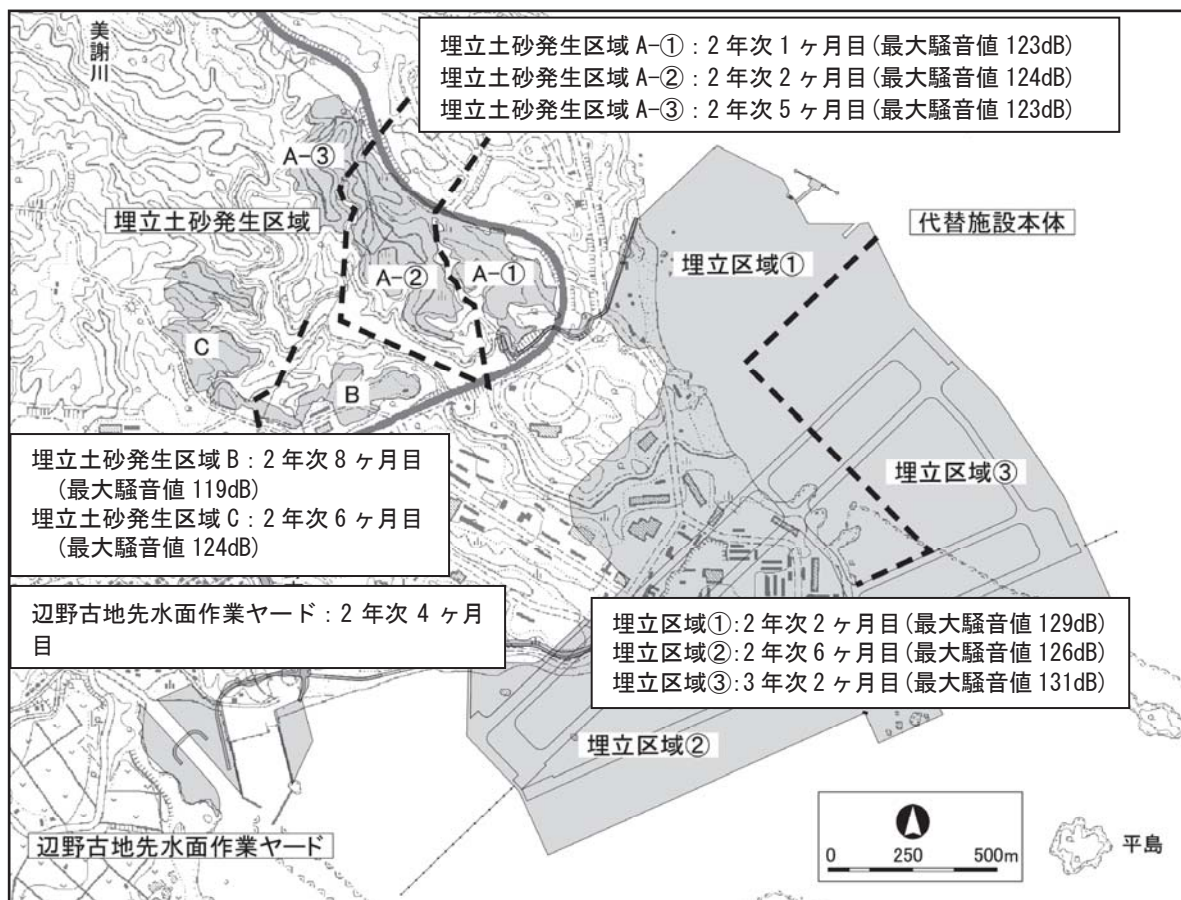 美謝川
埋立土砂発生区域 A-①：2 年次 1 ヶ月目(最大騒音値 123dB)
埋立土砂発生区域 A-②：2 年次 2 ヶ月目(最大騒音値 124dB)
埋立土砂発生区域 A-③：2 年次 5 ヶ月目(最大騒音値 123dB)
A-③
埋立土砂発生区域
代替施設本体
埋立区域①
A-②
A-①
C
B
埋立区域③
埋立土砂発生区域 B：2 年次 8 ヶ月目
(最大騒音値 119dB)
埋立土砂発生区域 C：2 年次 6 ヶ月目
(最大騒音値 124dB)
辺野古地先水面作業ヤード：2 年次 4 ヶ月
目
埋立区域①:2 年次 2 ヶ月目(最大騒音値 129dB)
埋立区域②:2 年次 6 ヶ月目(最大騒音値 126dB)
埋立区域③:3 年次 2 ヶ月目(最大騒音値 131dB)
埋立区域②
辺野古地先水面作業ヤード
0 250 500m
平島